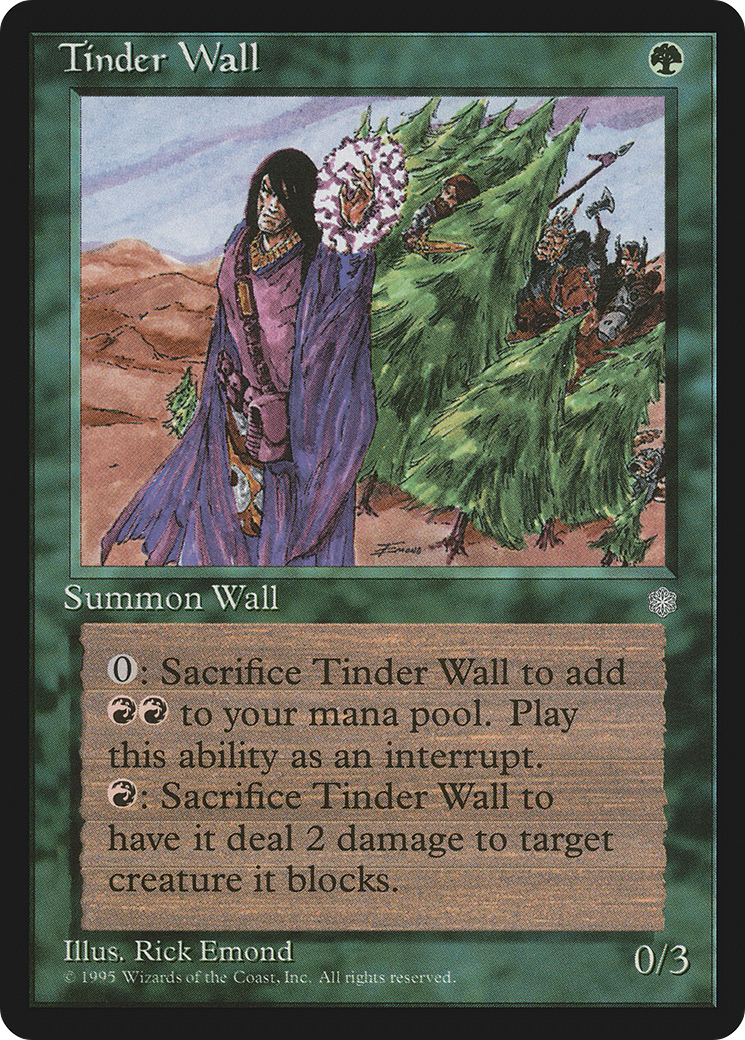 Tinder Wall
Emond
Summon Wall
0: Sacrifice Tinder Wall to add
to your mana pool. Play
this ability as an interrupt.
: Sacrifice Tinder Wall to
have it deal 2 damage to target
creature it blocks.
Illus. Rick Emond
0/3
© 1995 Wizards of the Coast, Inc. All rights reserved.